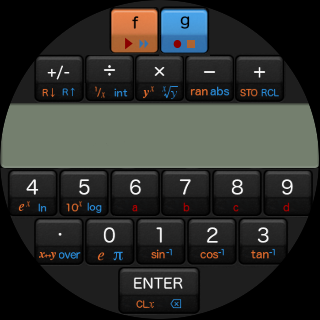 f g
+/- ÷ × − +
R↓ R↑ 1/x int yˣ ˣ√y ran abs STO RCL
4 5 6 7 8 9
eˣ ln 10ˣ log a b c d
· 0 1 2 3
x↔y over e π sin⁻¹ cos⁻¹ tan⁻¹
ENTER
CLx ⌫